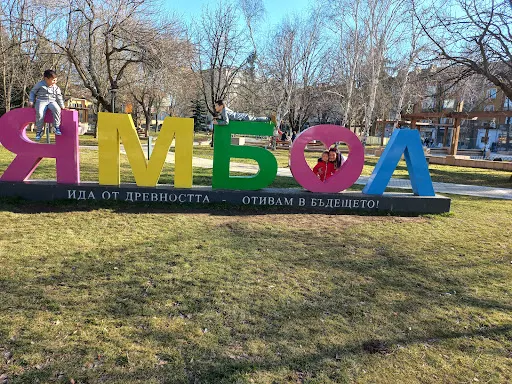 ЯМБОЛ
ИДА ОТ ДРЕВНОСТТА - ОТИВАМ В БЪДЕЩЕТО!